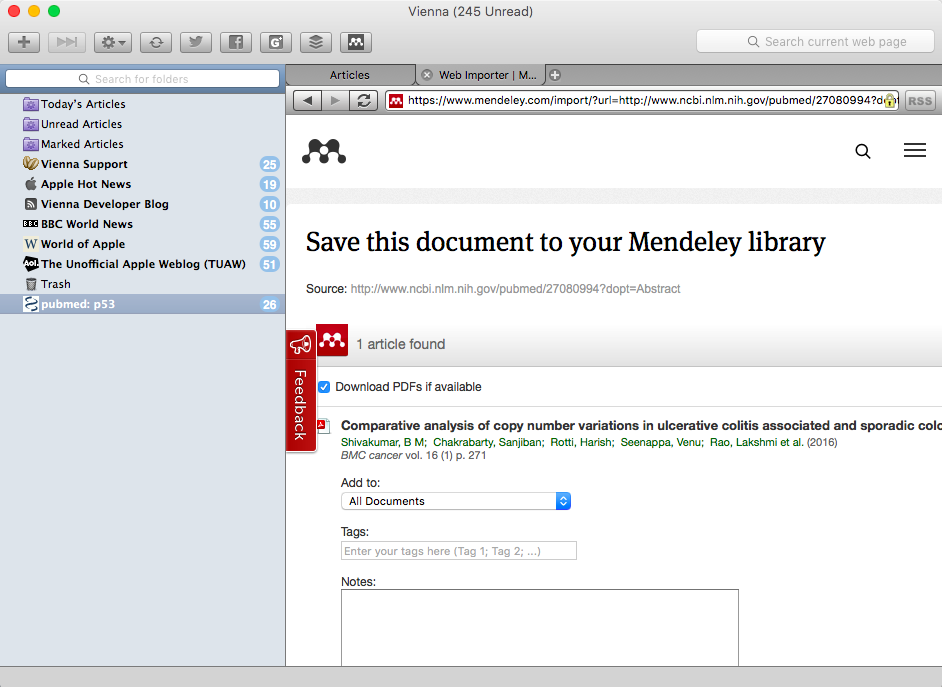 Vienna (245 Unread)
Search current web page
Search for folders
Articles
Web Importer | M...
https://www.mendeley.com/import/?url=http://www.ncbi.nlm.nih.gov/pubmed/27080994?dopt
RSS
Today's Articles
Unread Articles
Marked Articles
Vienna Support 25
Apple Hot News 19
Vienna Developer Blog 10
BBC BBC World News 55
W World of Apple 59
Aol. The Unofficial Apple Weblog (TUAW) 51
Trash
pubmed: p53 26
Save this document to your Mendeley library
Source: http://www.ncbi.nlm.nih.gov/pubmed/27080994?dopt=Abstract
1 article found
Feedback
Download PDFs if available
Comparative analysis of copy number variations in ulcerative colitis associated and sporadic colo
Shivakumar, B M; Chakrabarty, Sanjiban; Rotti, Harish; Seenappa, Venu; Rao, Lakshmi et al. (2016)
BMC cancer vol. 16 (1) p. 271
Add to:
All Documents
Tags:
Enter your tags here (Tag 1; Tag 2; ...)
Notes: